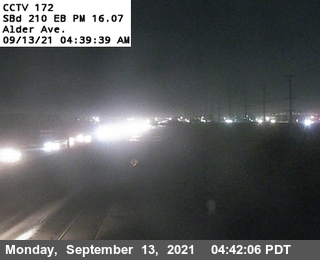 CCTV 172
SBd 210 EB PM 16.07
Alder Ave.
09/13/21 04:39:39 AM
Monday, September 13, 2021 04:42:06 PDT